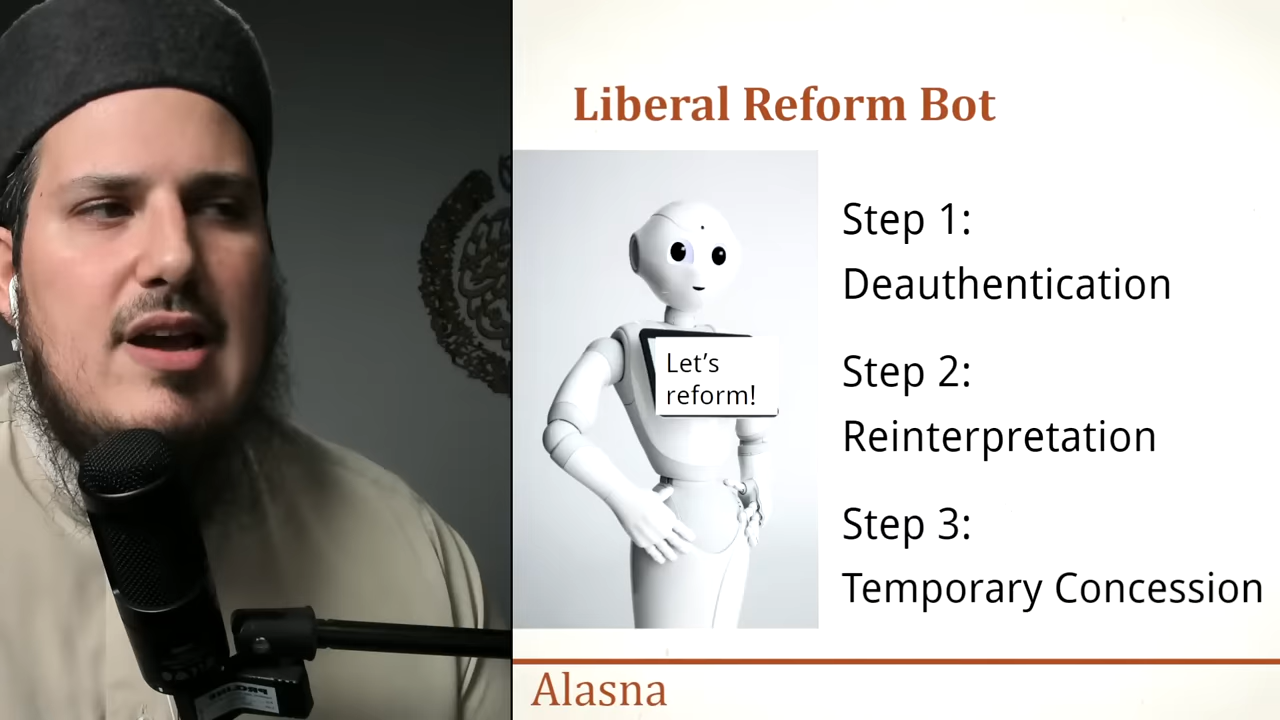 Liberal Reform Bot
Let's
reform!
Step 1:
Deauthentication
Step 2:
Reinterpretation
Step 3:
Temporary Concession
Alasna